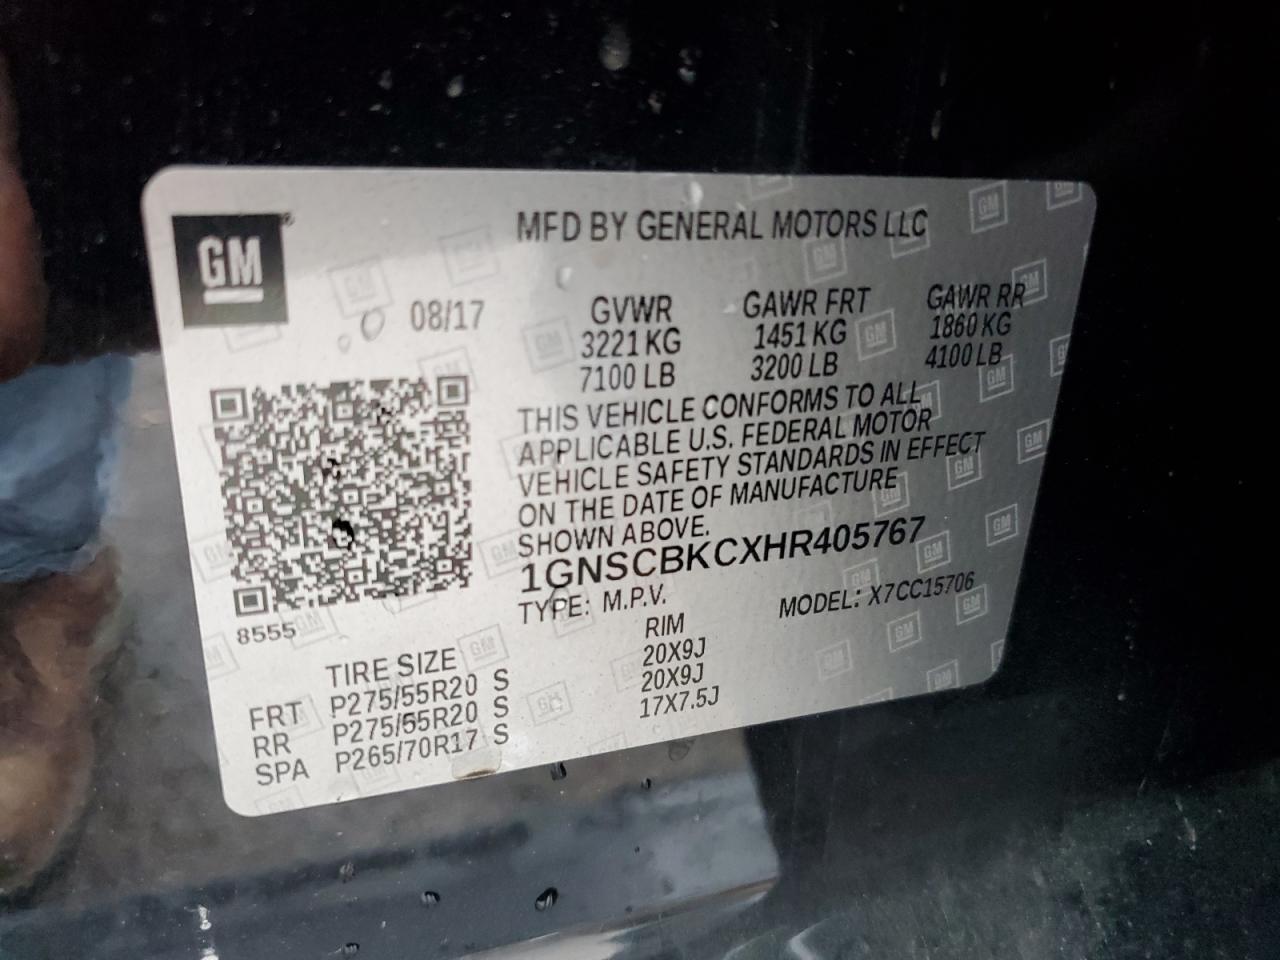 GM
MFD BY GENERAL MOTORS LLC
08/17
GVWR GAWR FRT GAWR RR
3221 KG 1451 KG 1860 KG
7100 LB 3200 LB 4100 LB
THIS VEHICLE CONFORMS TO ALL
APPLICABLE U.S. FEDERAL MOTOR
VEHICLE SAFETY STANDARDS IN EFFECT
ON THE DATE OF MANUFACTURE
SHOWN ABOVE.
1GNSCBKCXHR405767
TYPE: M.P.V. MODEL: X7CC15706
8555
TIRE SIZE RIM
FRT P275/55R20 S 20X9J
RR P275/55R20 S 20X9J
SPA P265/70R17 S 17X7.5J